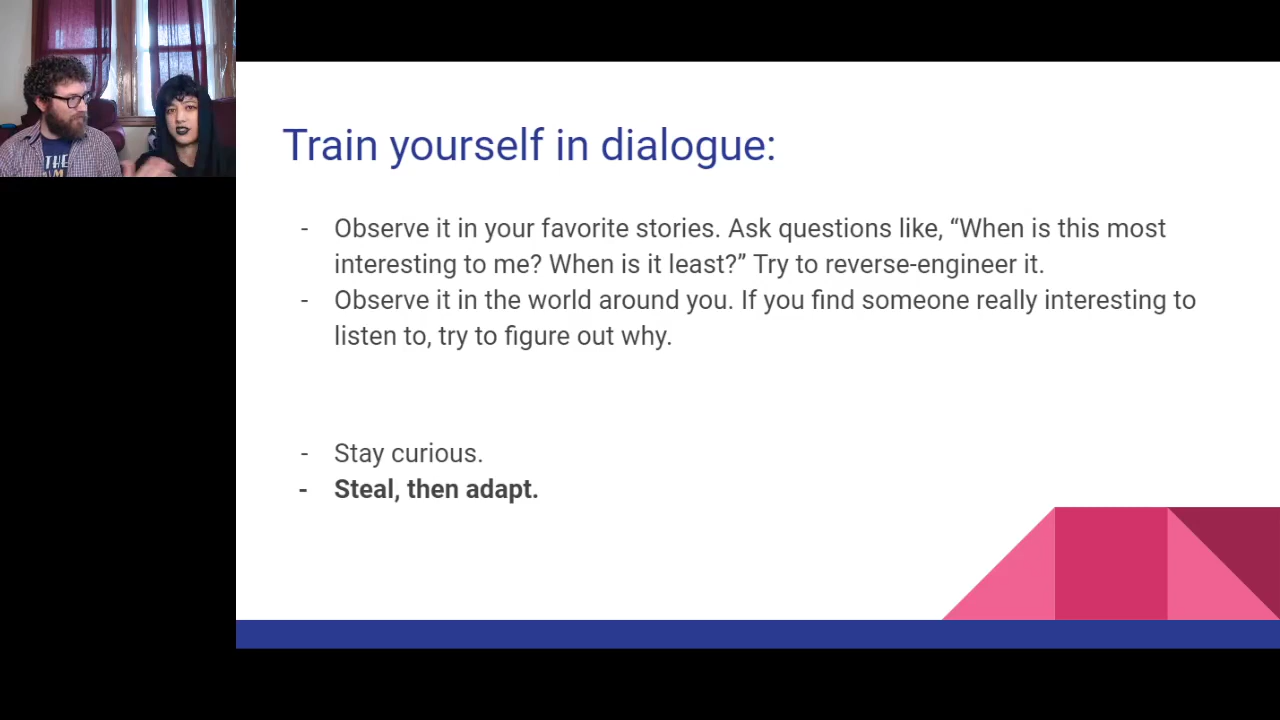 THE
Train yourself in dialogue:
- Observe it in your favorite stories. Ask questions like, “When is this most
interesting to me? When is it least?” Try to reverse-engineer it.
- Observe it in the world around you. If you find someone really interesting to
listen to, try to figure out why.
- Stay curious.
- Steal, then adapt.